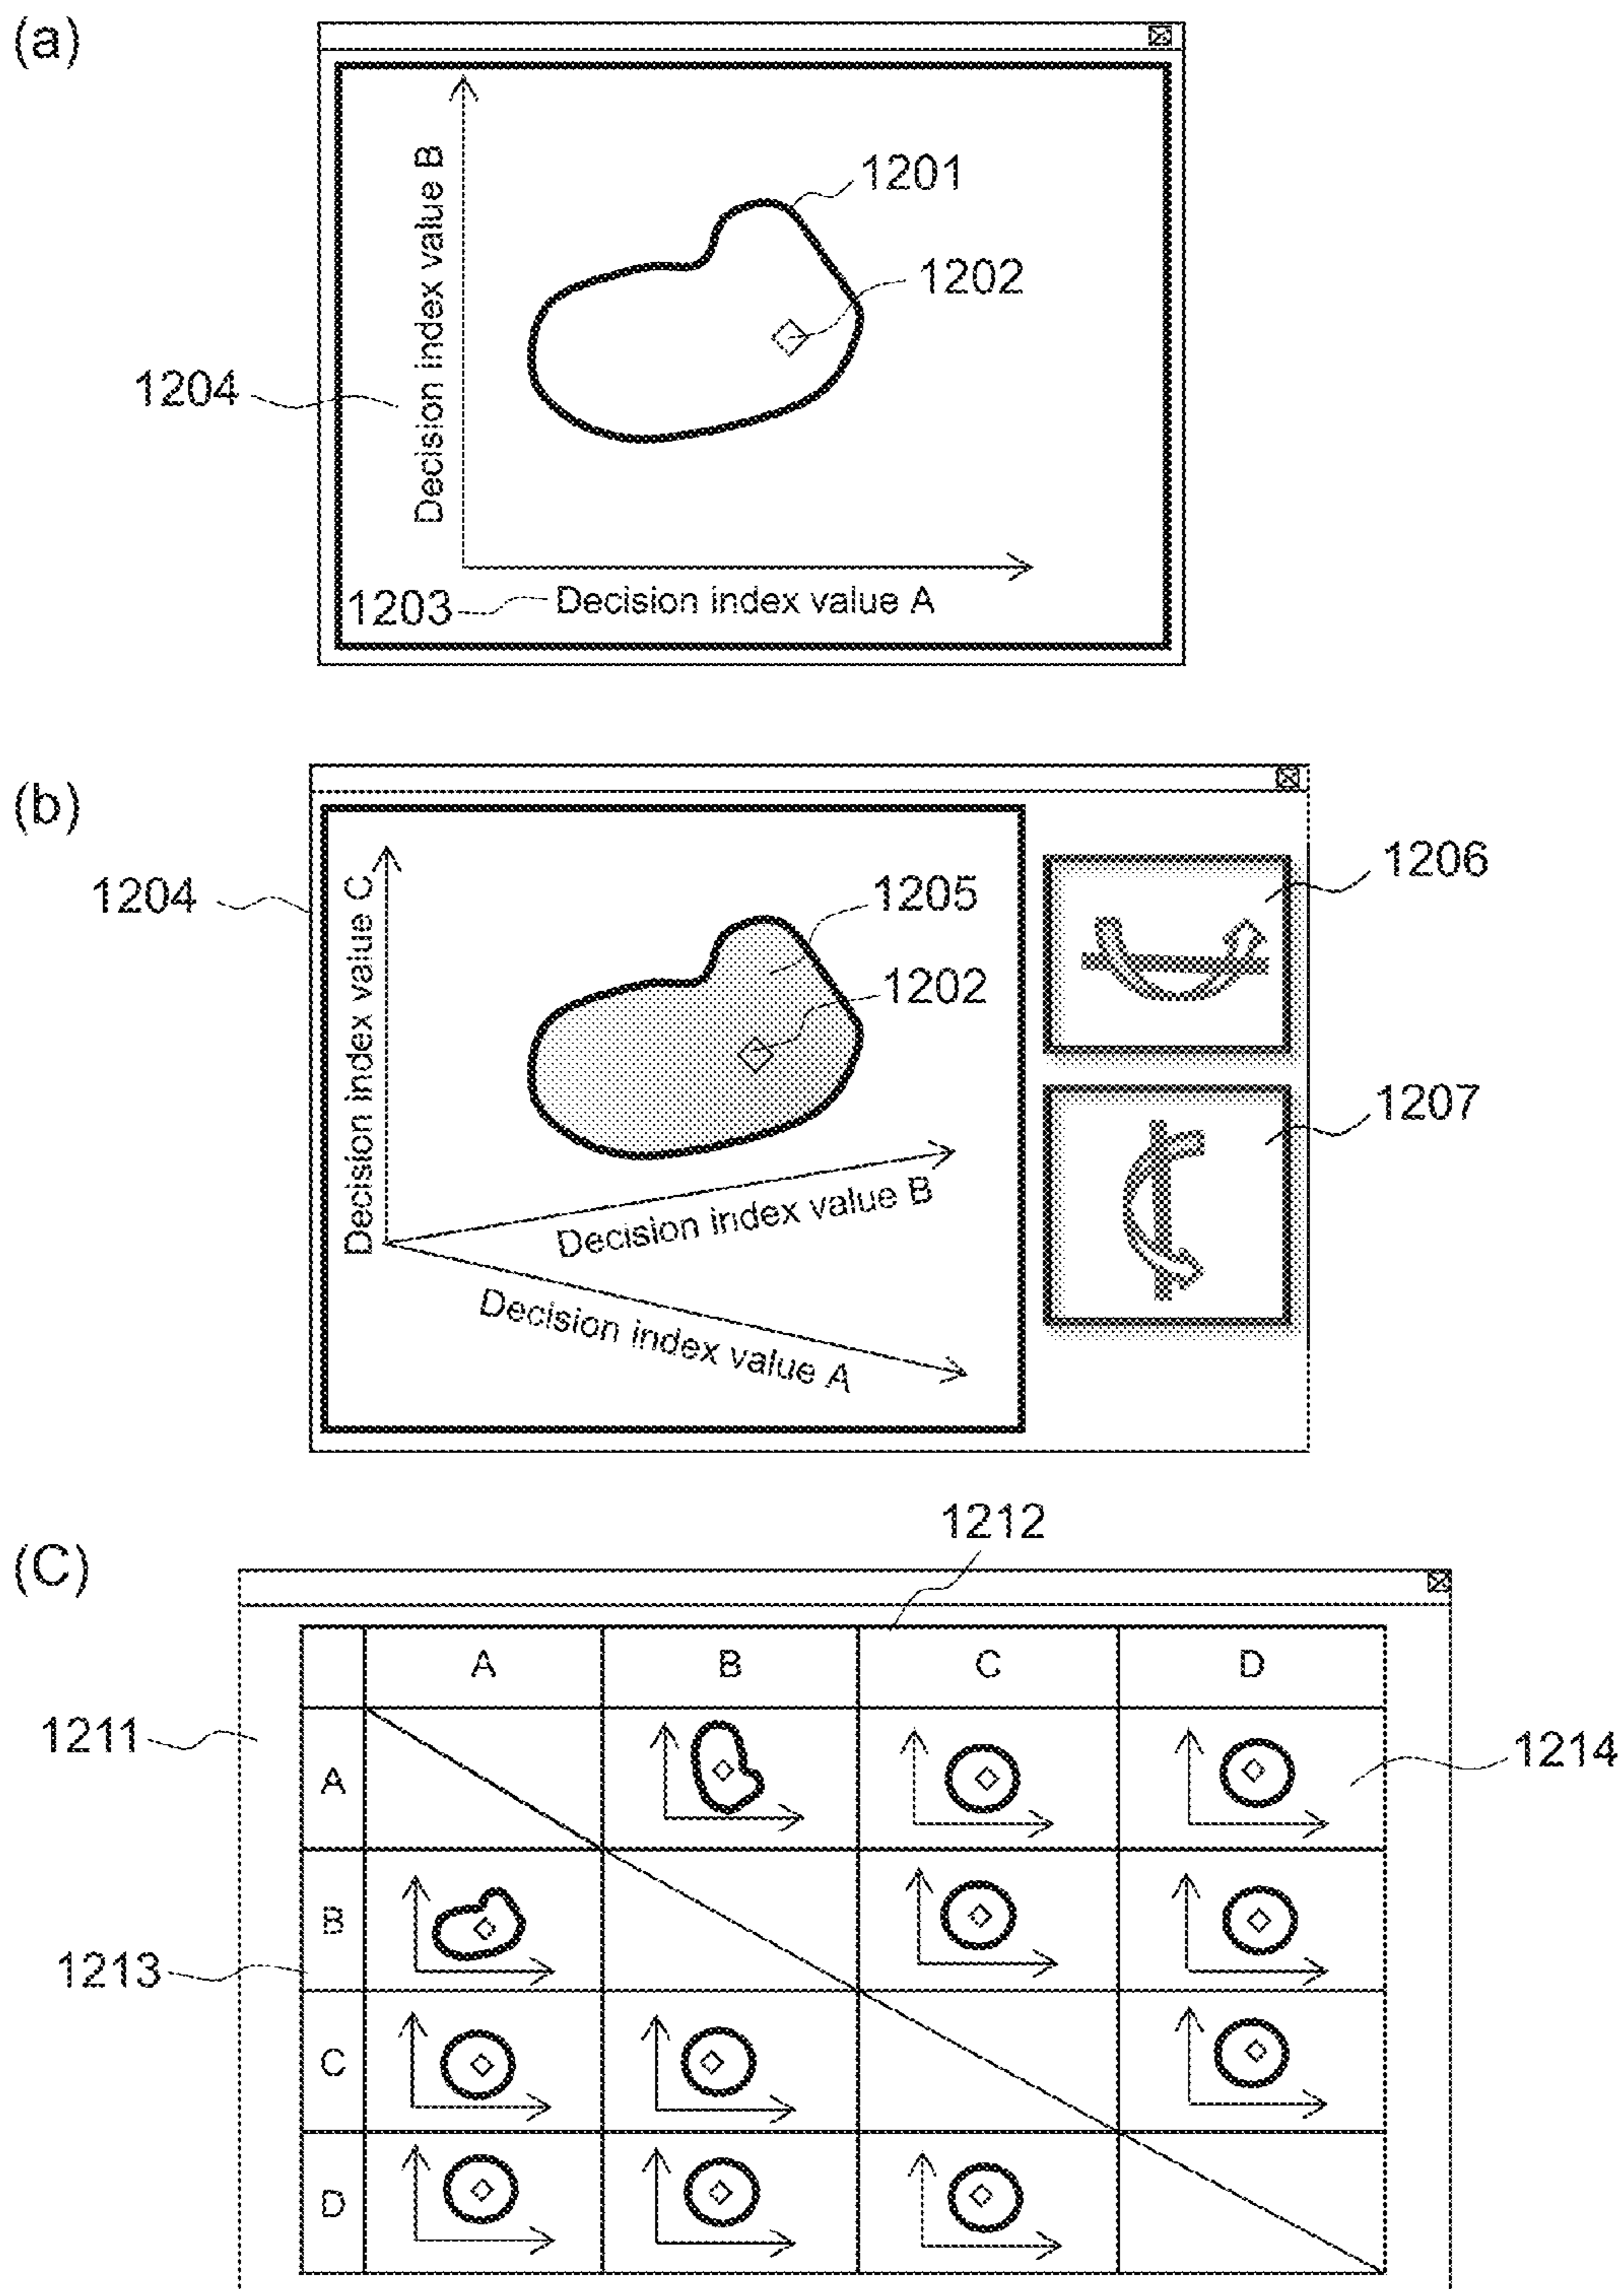 (a)
1201
1202
1204
Decision index value B
1203
Decision index value A
(b)
1204
Decision index value C
1205
1202
1206
1207
Decision index value B
Decision index value A
(C)
1212
A B C D
1211
1214
A
B
1213
C
D